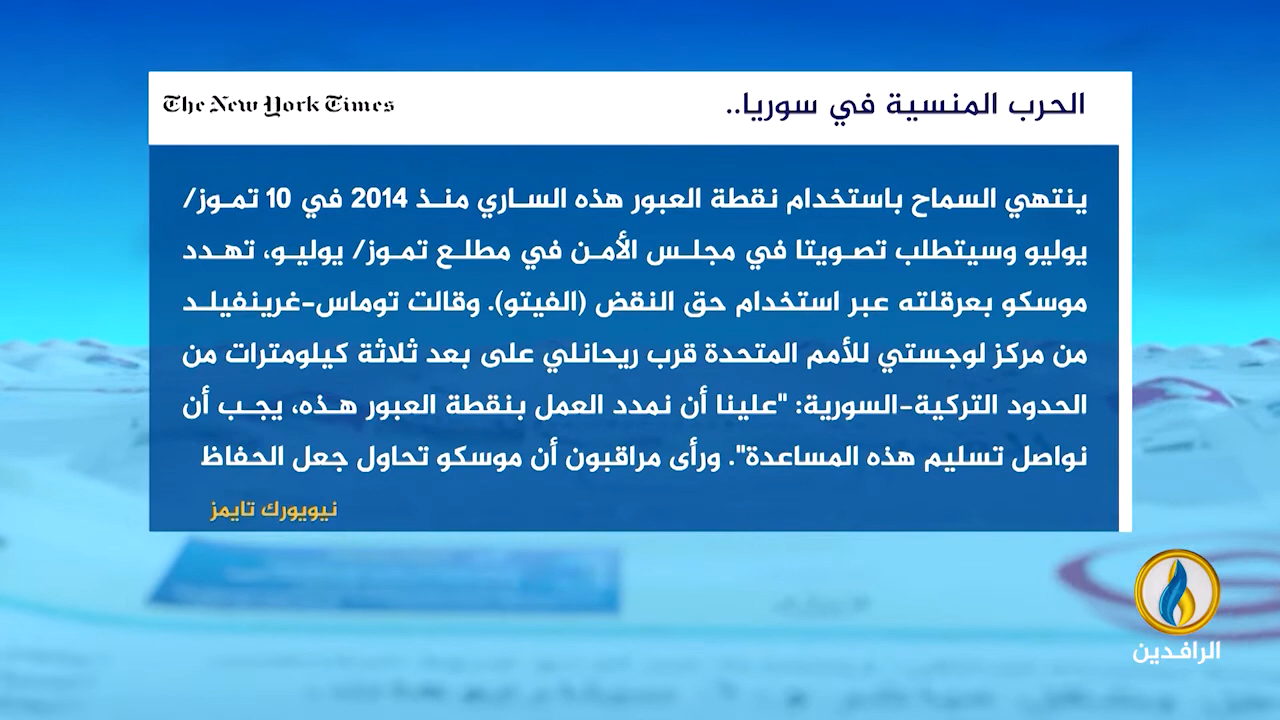 الحرب المنسية في سوريا..
The New York Times
ينتهي السماح باستخدام نقطة العبور هذه الساري منذ 2014 في 10 تموز/
يوليو وسيتطلب تصويتا في مجلس الأمن في مطلع تموز/ يوليو، تهدد
موسكو بعرقلته عبر استخدام حق النقض (الفيتو). وقالت توماس-غرينفيلد
من مركز لوجستي للأمم المتحدة قرب ريحانلي على بعد ثلاثة كيلومترات من
الحدود التركية-السورية: "علينا أن نمدد العمل بنقطة العبور هذه، يجب أن
نواصل تسليم هذه المساعدة". ورأى مراقبون أن موسكو تحاول جعل الحفاظ
نيويورك تايمز
الرافدين